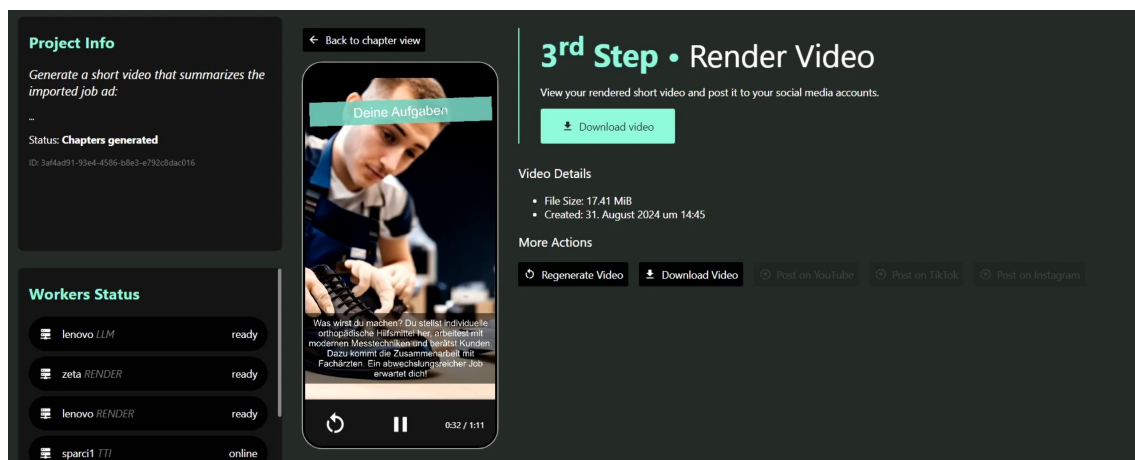 Project Info
Generate a short video that summarizes the
imported job ad:
...
Status: Chapters generated
ID: 3af4ad91-93e4-4586-b8e3-e792c8dac016
Workers Status
lenovo LLM ready
zeta RENDER ready
lenovo RENDER ready
sparci1 TTI online
Back to chapter view
Deine Aufgaben
Was wirst du machen? Du stellst individuelle
orthopädische Hilfsmittel her, arbeitest mit
modernen Messtechniken und berätst Kunden.
Dazu kommt die Zusammenarbeit mit
Fachärzten. Ein abwechslungsreicher Job
erwartet dich!
0:32 / 1:11
3rd Step • Render Video
View your rendered short video and post it to your social media accounts.
Download video
Video Details
• File Size: 17.41 MiB
• Created: 31. August 2024 um 14:45
More Actions
Regenerate Video Download Video Post on YouTube Post on TikTok Post on Instagram